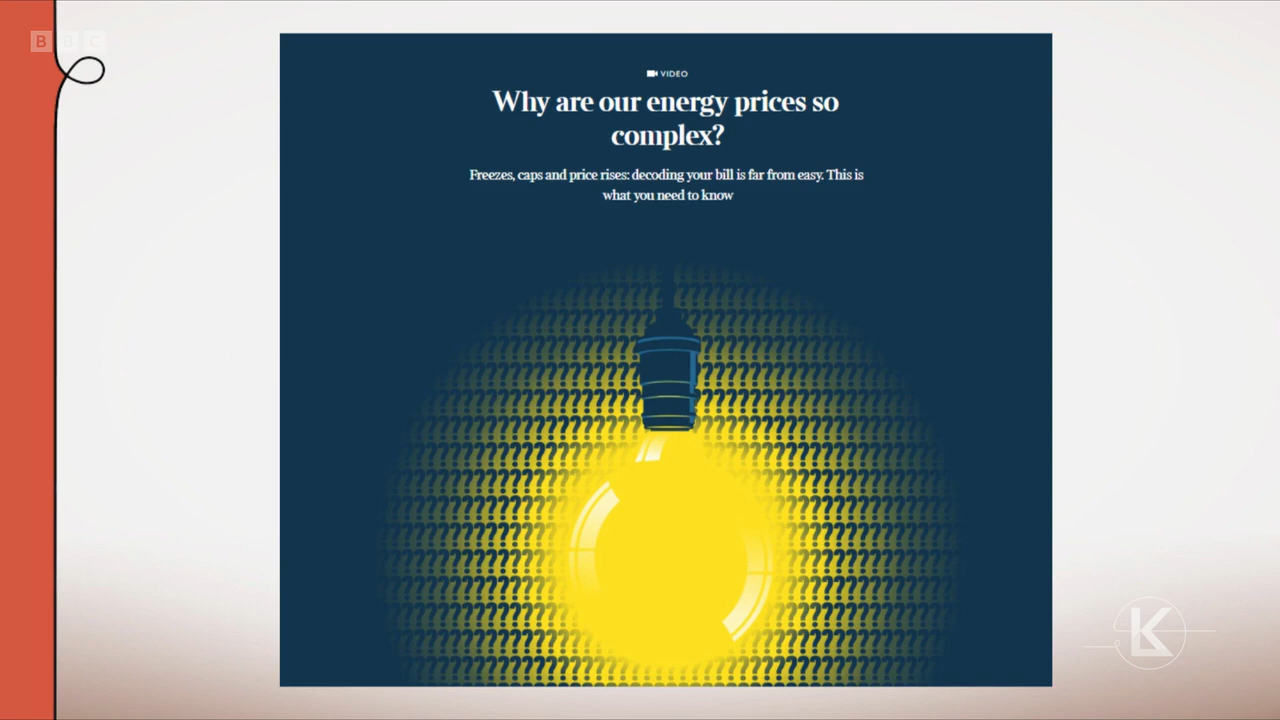 BBC
VIDEO
Why are our energy prices so
complex?
Freezes, caps and price rises: decoding your bill is far from easy. This is
what you need to know
LK